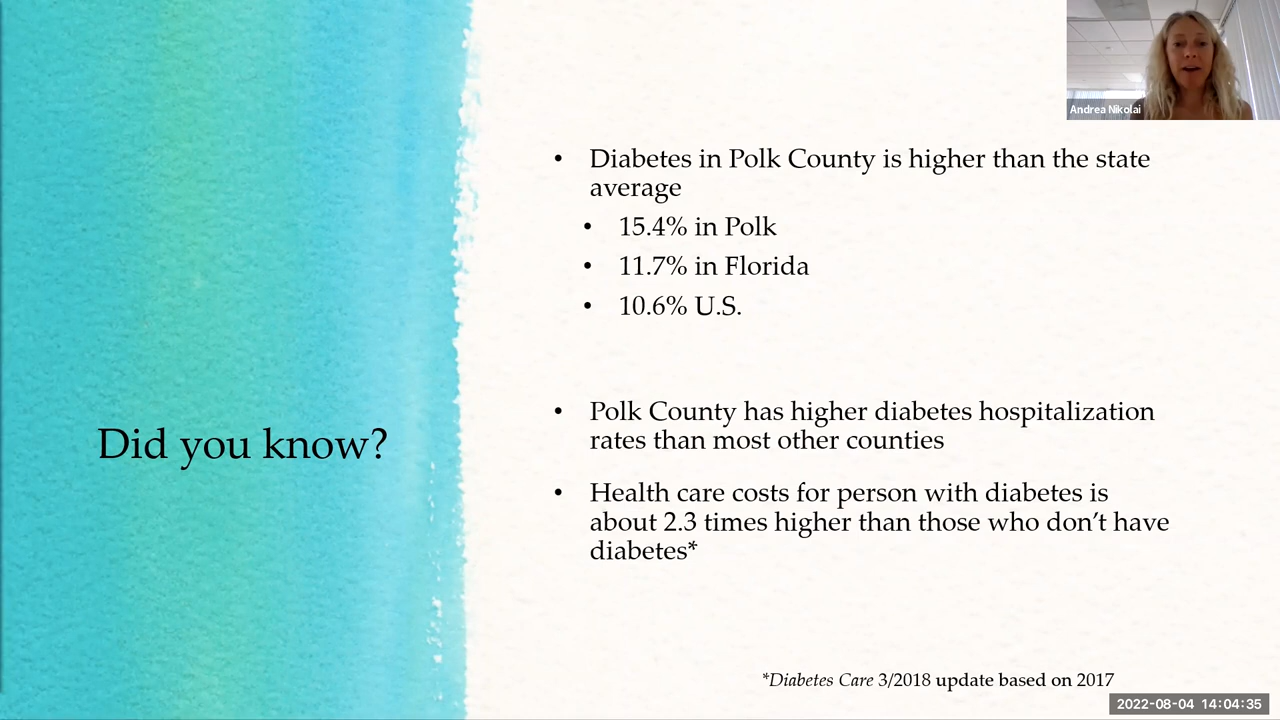 Andrea Nikolai
• Diabetes in Polk County is higher than the state
average
• 15.4% in Polk
• 11.7% in Florida
• 10.6% U.S.
• Polk County has higher diabetes hospitalization
rates than most other counties
• Health care costs for person with diabetes is
about 2.3 times higher than those who don’t have
diabetes*
Did you know?
*Diabetes Care 3/2018 update based on 2017
2022-08-04 14:04:35